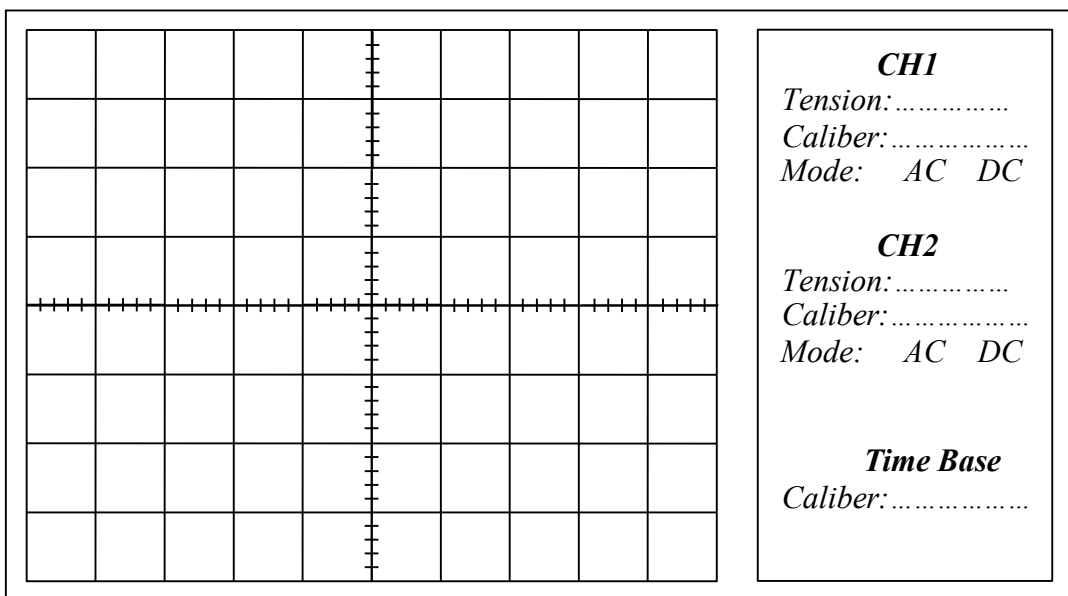 CH1
Tension:……………
Caliber:………………
Mode: AC DC
CH2
Tension:……………
Caliber:………………
Mode: AC DC
Time Base
Caliber:………………